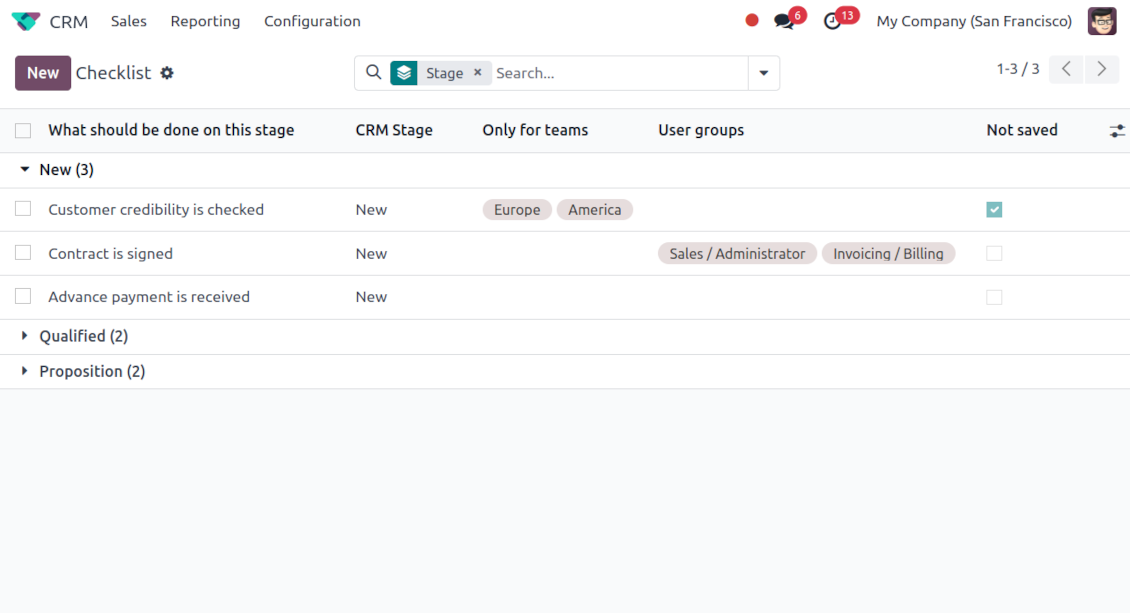 CRM Sales Reporting Configuration 6 13 My Company (San Francisco)
New Checklist Stage × Search... 1-3 / 3
What should be done on this stage CRM Stage Only for teams User groups Not saved
New (3)
Customer credibility is checked New Europe America
Contract is signed New Sales / Administrator Invoicing / Billing
Advance payment is received New
Qualified (2)
Proposition (2)